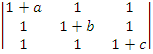 |1 + a 1 1|
|1 1 + b 1|
|1 1 1 + c|